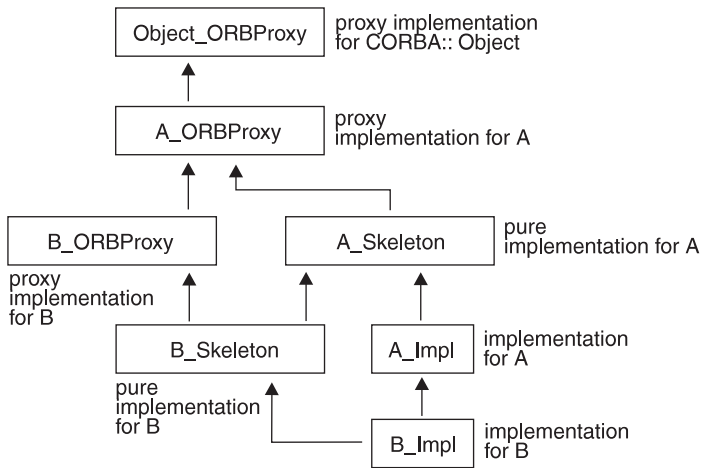 Object_ORBProxy
proxy implementation
for CORBA:: Object
A_ORBProxy
proxy
implementation for A
B_ORBProxy
A_Skeleton
pure
implementation for A
proxy
implementation
for B
B_Skeleton
A_Impl
implementation
for A
pure
implementation
for B
B_Impl
implementation
for B